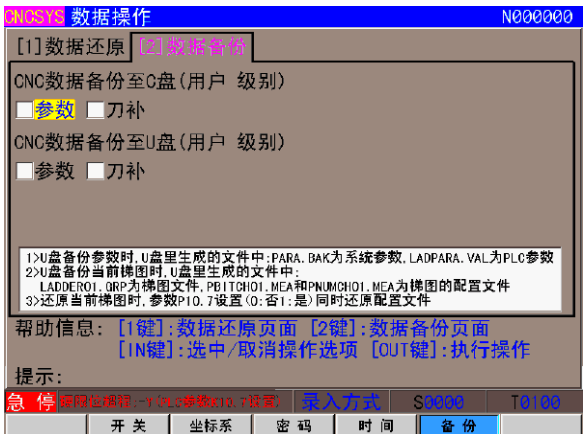 CNCSYS 数据操作 N000000
[1]数据还原 [2]数据备份
CNC数据备份至C盘(用户 级别)
参数 刀补
CNC数据备份至U盘(用户 级别)
参数 刀补
1>U盘备份参数时,U盘里生成的文件中:PARA.BAK为系统参数,LADPARA.VAL为PLC参数
2>U盘备份当前梯图时,U盘里生成的文件中:
LADDER01.GRP为梯图文件,PBITCH01.MEA和PNUMCH01.MEA为梯图的配置文件
3>还原当前梯图时,参数P10.7设置(0:否1:是)同时还原配置文件
帮助信息: [1键]:数据还原页面 [2键]:数据备份页面
[IN键]:选中/取消操作选项 [OUT键]:执行操作
提示:
急 停 录入方式 S0000 T0100
开 关 坐标系 密 码 时 间 备 份